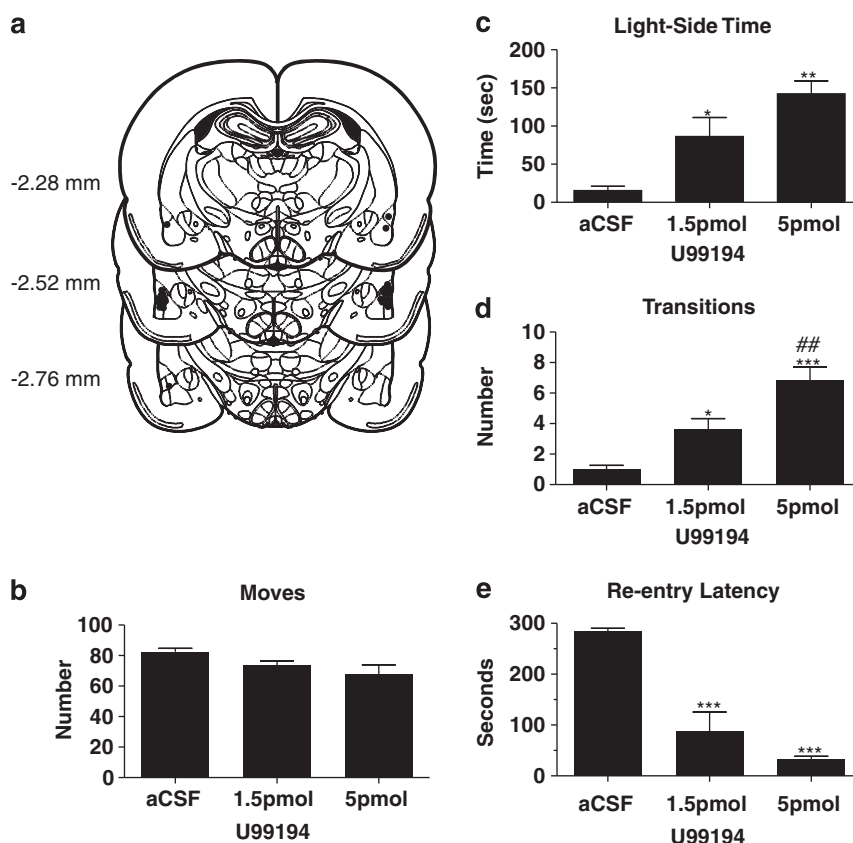 a
-2.28 mm
-2.52 mm
-2.76 mm
b
Moves
Number
100
80
60
40
20
0
aCSF 1.5pmol 5pmol
U99194
c
Light-Side Time
Time (sec)
200
150
100
50
0
*
**
aCSF 1.5pmol 5pmol
U99194
d
Transitions
Number
10
8
6
4
2
0
*
##
***
aCSF 1.5pmol 5pmol
U99194
e
Re-entry Latency
Seconds
300
200
100
0
***
***
aCSF 1.5pmol 5pmol
U99194